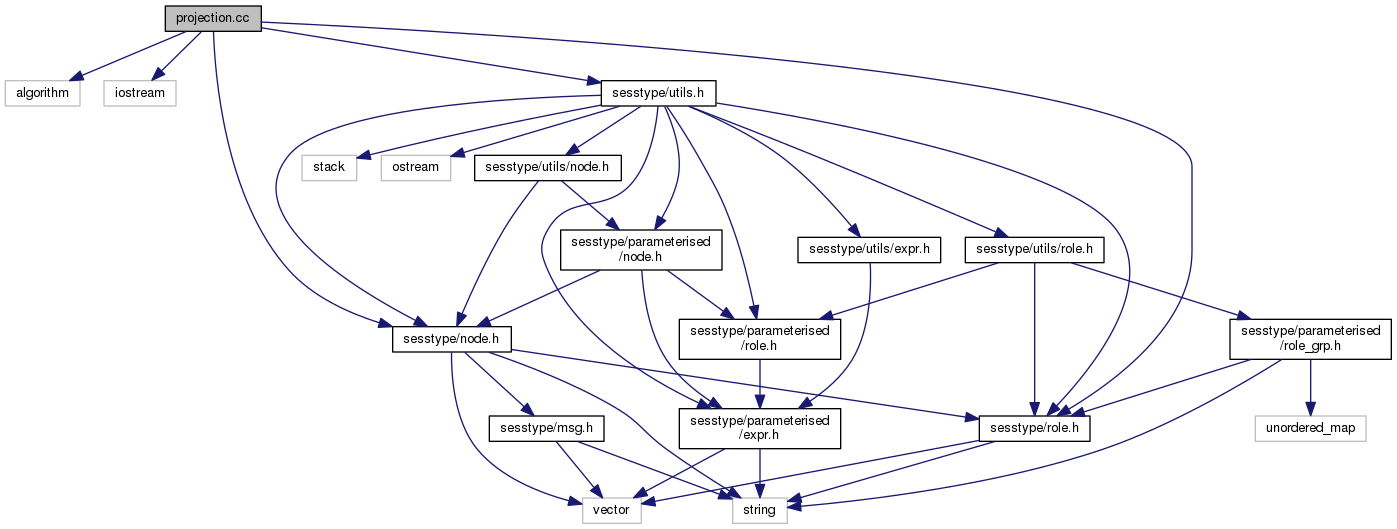 projection.cc
algorithm
iostream
sesstype/utils.h
stack
ostream
sesstype/utils/node.h
sesstype/parameterised
/node.h
sesstype/utils/expr.h
sesstype/utils/role.h
sesstype/node.h
sesstype/parameterised
/role.h
sesstype/parameterised
/role_grp.h
sesstype/msg.h
sesstype/parameterised
/expr.h
sesstype/role.h
unordered_map
vector
string